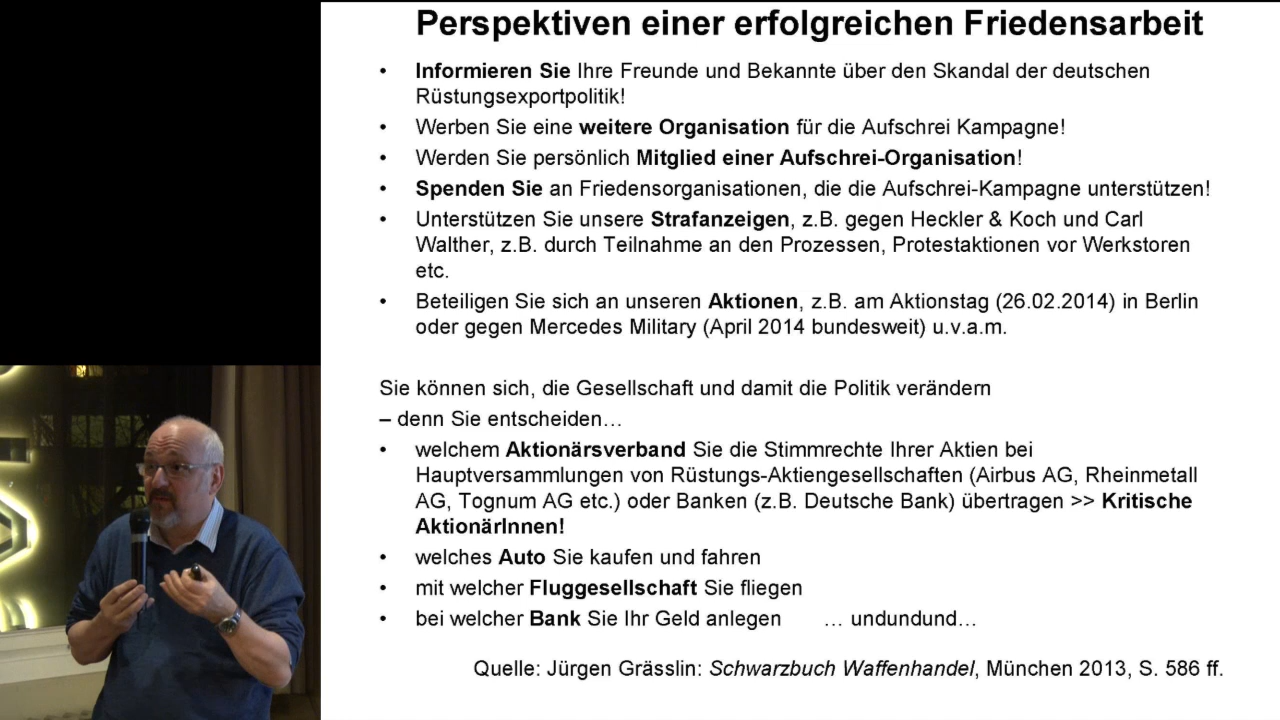 Perspektiven einer erfolgreichen Friedensarbeit
• Informieren Sie Ihre Freunde und Bekannte über den Skandal der deutschen
Rüstungsexportpolitik!
• Werben Sie eine weitere Organisation für die Aufschrei Kampagne!
• Werden Sie persönlich Mitglied einer Aufschrei-Organisation!
• Spenden Sie an Friedensorganisationen, die die Aufschrei-Kampagne unterstützen!
• Unterstützen Sie unsere Strafanzeigen, z.B. gegen Heckler & Koch und Carl
Walther, z.B. durch Teilnahme an den Prozessen, Protestaktionen vor Werkstoren
etc.
• Beteiligen Sie sich an unseren Aktionen, z.B. am Aktionstag (26.02.2014) in Berlin
oder gegen Mercedes Military (April 2014 bundesweit) u.v.a.m.
Sie können sich, die Gesellschaft und damit die Politik verändern
– denn Sie entscheiden…
• welchem Aktionärsverband Sie die Stimmrechte Ihrer Aktien bei
Hauptversammlungen von Rüstungs-Aktiengesellschaften (Airbus AG, Rheinmetall
AG, Tognum AG etc.) oder Banken (z.B. Deutsche Bank) übertragen >> Kritische
AktionärInnen!
• welches Auto Sie kaufen und fahren
• mit welcher Fluggesellschaft Sie fliegen
• bei welcher Bank Sie Ihr Geld anlegen … undundund…
Quelle: Jürgen Grässlin: Schwarzbuch Waffenhandel, München 2013, S. 586 ff.